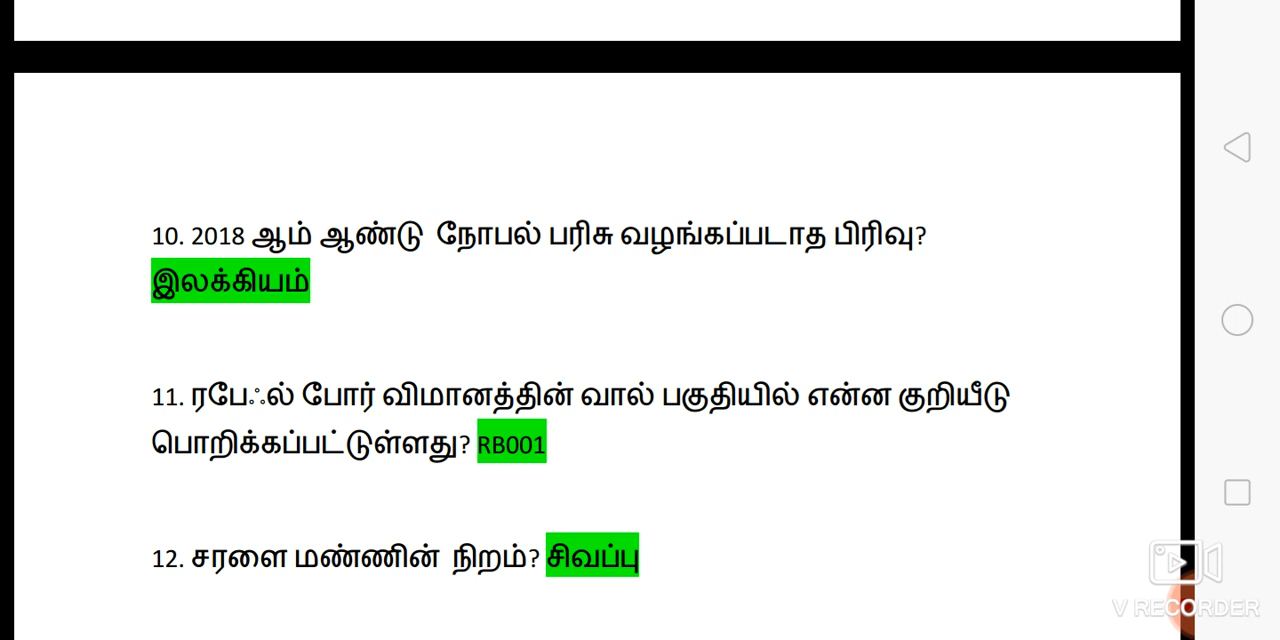 10. 2018 ஆம் ஆண்டு நோபல் பரிசு வழங்கப்படாத பிரிவு?
இலக்கியம்
11. ரபேஃல் போர் விமானத்தின் வால் பகுதியில் என்ன குறியீடு
பொறிக்கப்பட்டுள்ளது? RB001
12. சரளை மண்ணின் நிறம்? சிவப்பு
V RECORDER